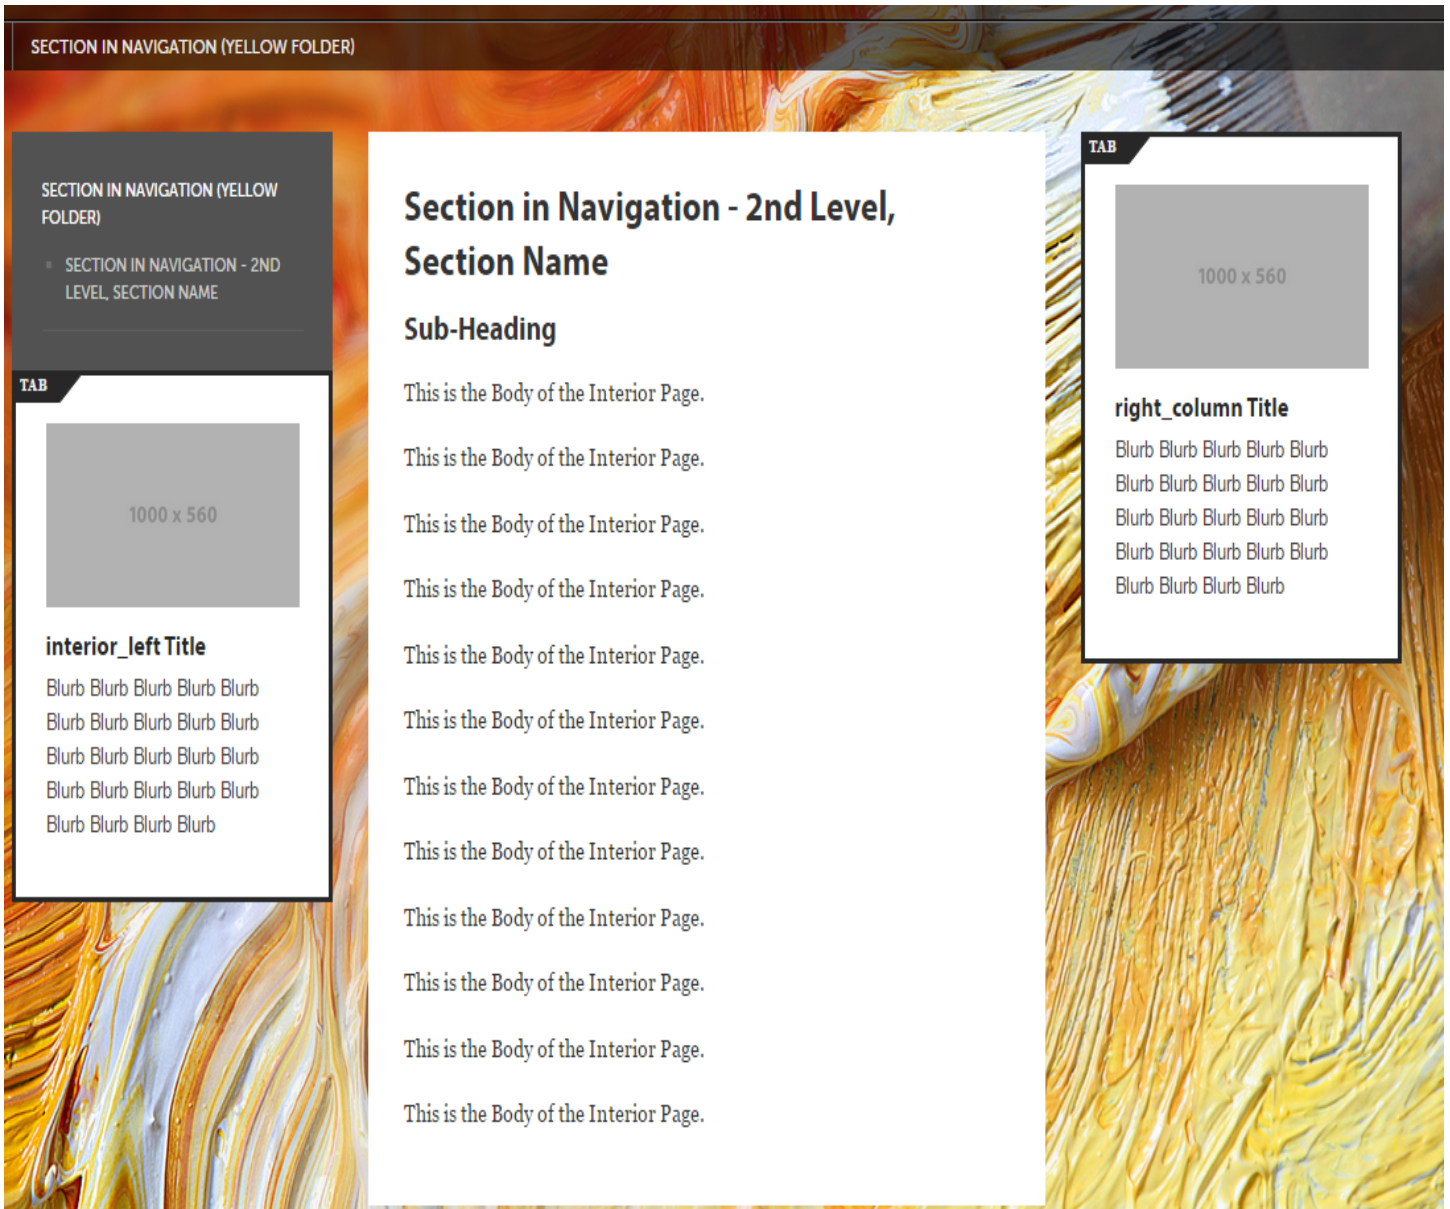 SECTION IN NAVIGATION (YELLOW FOLDER)
SECTION IN NAVIGATION (YELLOW
FOLDER)
SECTION IN NAVIGATION - 2ND
LEVEL, SECTION NAME
TAB
1000 x 560
interior_left Title
Blurb Blurb Blurb Blurb Blurb
Blurb Blurb Blurb Blurb Blurb
Blurb Blurb Blurb Blurb Blurb
Blurb Blurb Blurb Blurb Blurb
Blurb Blurb Blurb Blurb
Section in Navigation - 2nd Level,
Section Name
Sub-Heading
This is the Body of the Interior Page.
This is the Body of the Interior Page.
This is the Body of the Interior Page.
This is the Body of the Interior Page.
This is the Body of the Interior Page.
This is the Body of the Interior Page.
This is the Body of the Interior Page.
This is the Body of the Interior Page.
This is the Body of the Interior Page.
This is the Body of the Interior Page.
This is the Body of the Interior Page.
This is the Body of the Interior Page.
TAB
1000 x 560
right_column Title
Blurb Blurb Blurb Blurb Blurb
Blurb Blurb Blurb Blurb Blurb
Blurb Blurb Blurb Blurb Blurb
Blurb Blurb Blurb Blurb Blurb
Blurb Blurb Blurb Blurb